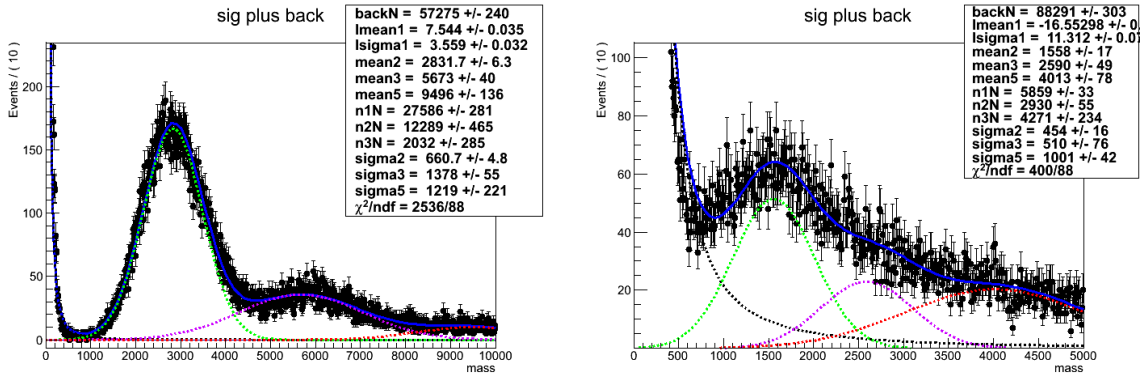 sig plus back
backN = 57275 +/- 240
lmean1 = 7.544 +/- 0.035
lsigma1 = 3.559 +/- 0.032
mean2 = 2831.7 +/- 6.3
mean3 = 5673 +/- 40
mean5 = 9496 +/- 136
n1N = 27586 +/- 281
n2N = 12289 +/- 465
n3N = 2032 +/- 285
sigma2 = 660.7 +/- 4.8
sigma3 = 1378 +/- 55
sigma5 = 1219 +/- 221
χ²/ndf = 2536/88
Events / ( 10 )
200
150
100
50
0
0 1000 2000 3000 4000 5000 6000 7000 8000 9000 10000
mass
sig plus back
backN = 88291 +/- 303
lmean1 = -16.55298 +/- 0.
lsigma1 = 11.312 +/- 0.0
mean2 = 1558 +/- 17
mean3 = 2590 +/- 49
mean5 = 4013 +/- 78
n1N = 5859 +/- 33
n2N = 2930 +/- 55
n3N = 4271 +/- 234
sigma2 = 454 +/- 16
sigma3 = 510 +/- 76
sigma5 = 1001 +/- 42
χ²/ndf = 400/88
Events / ( 10 )
100
80
60
40
20
0 500 1000 1500 2000 2500 3000 3500 4000 4500 5000
mass